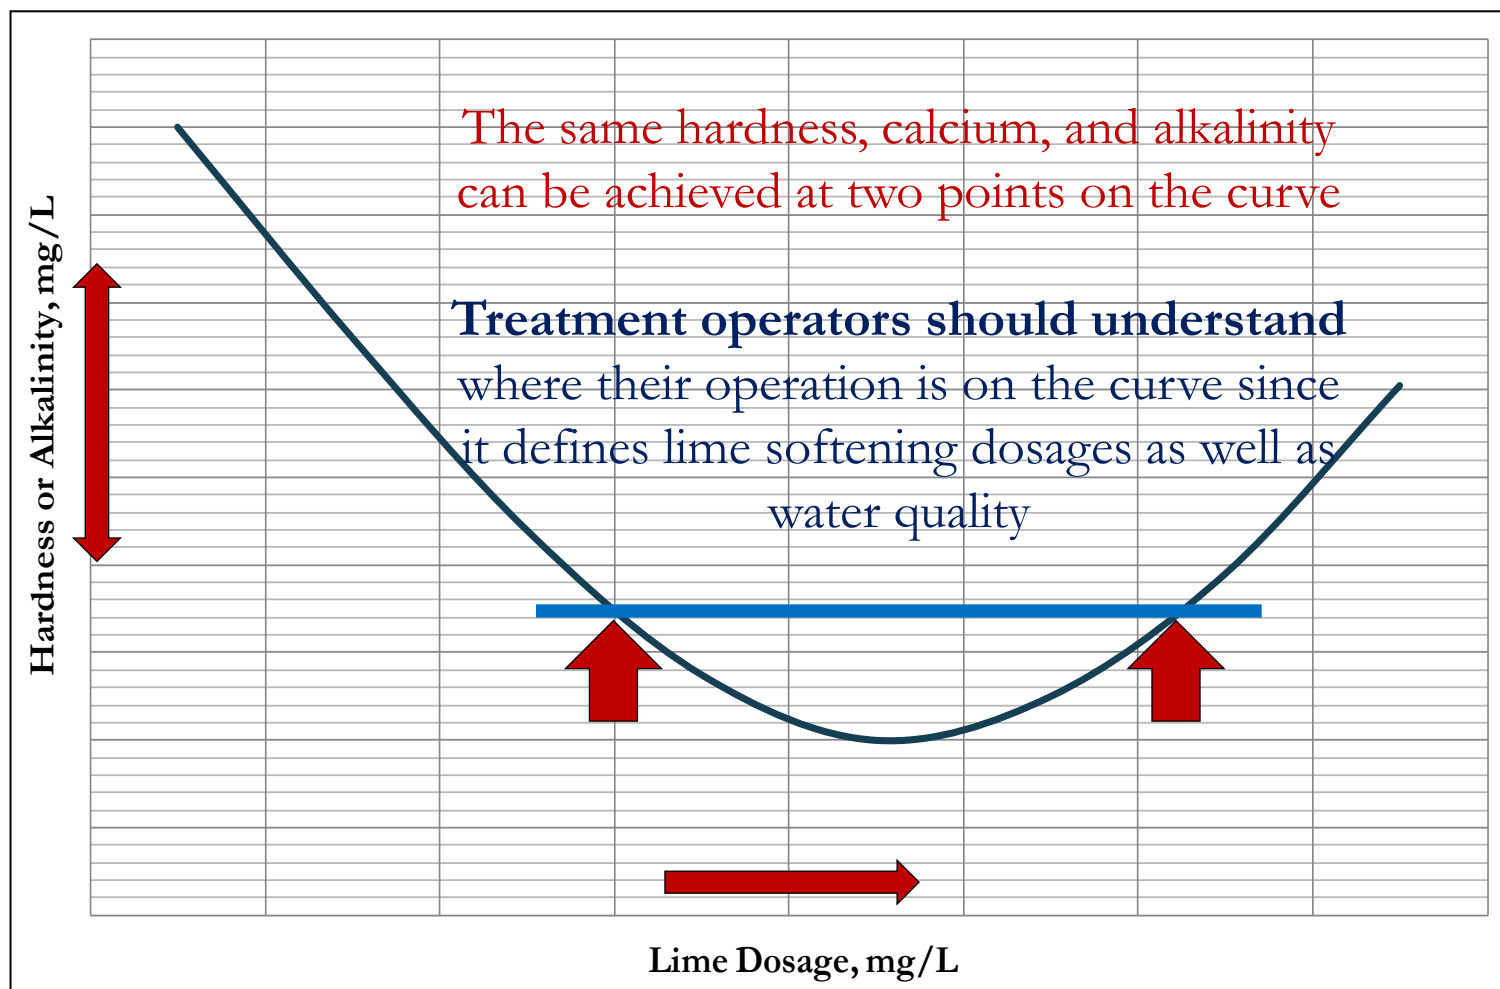 The same hardness, calcium, and alkalinity
can be achieved at two points on the curve
Treatment operators should understand
where their operation is on the curve since
it defines lime softening dosages as well as
water quality
Hardness or Alkalinity, mg/L
Lime Dosage, mg/L